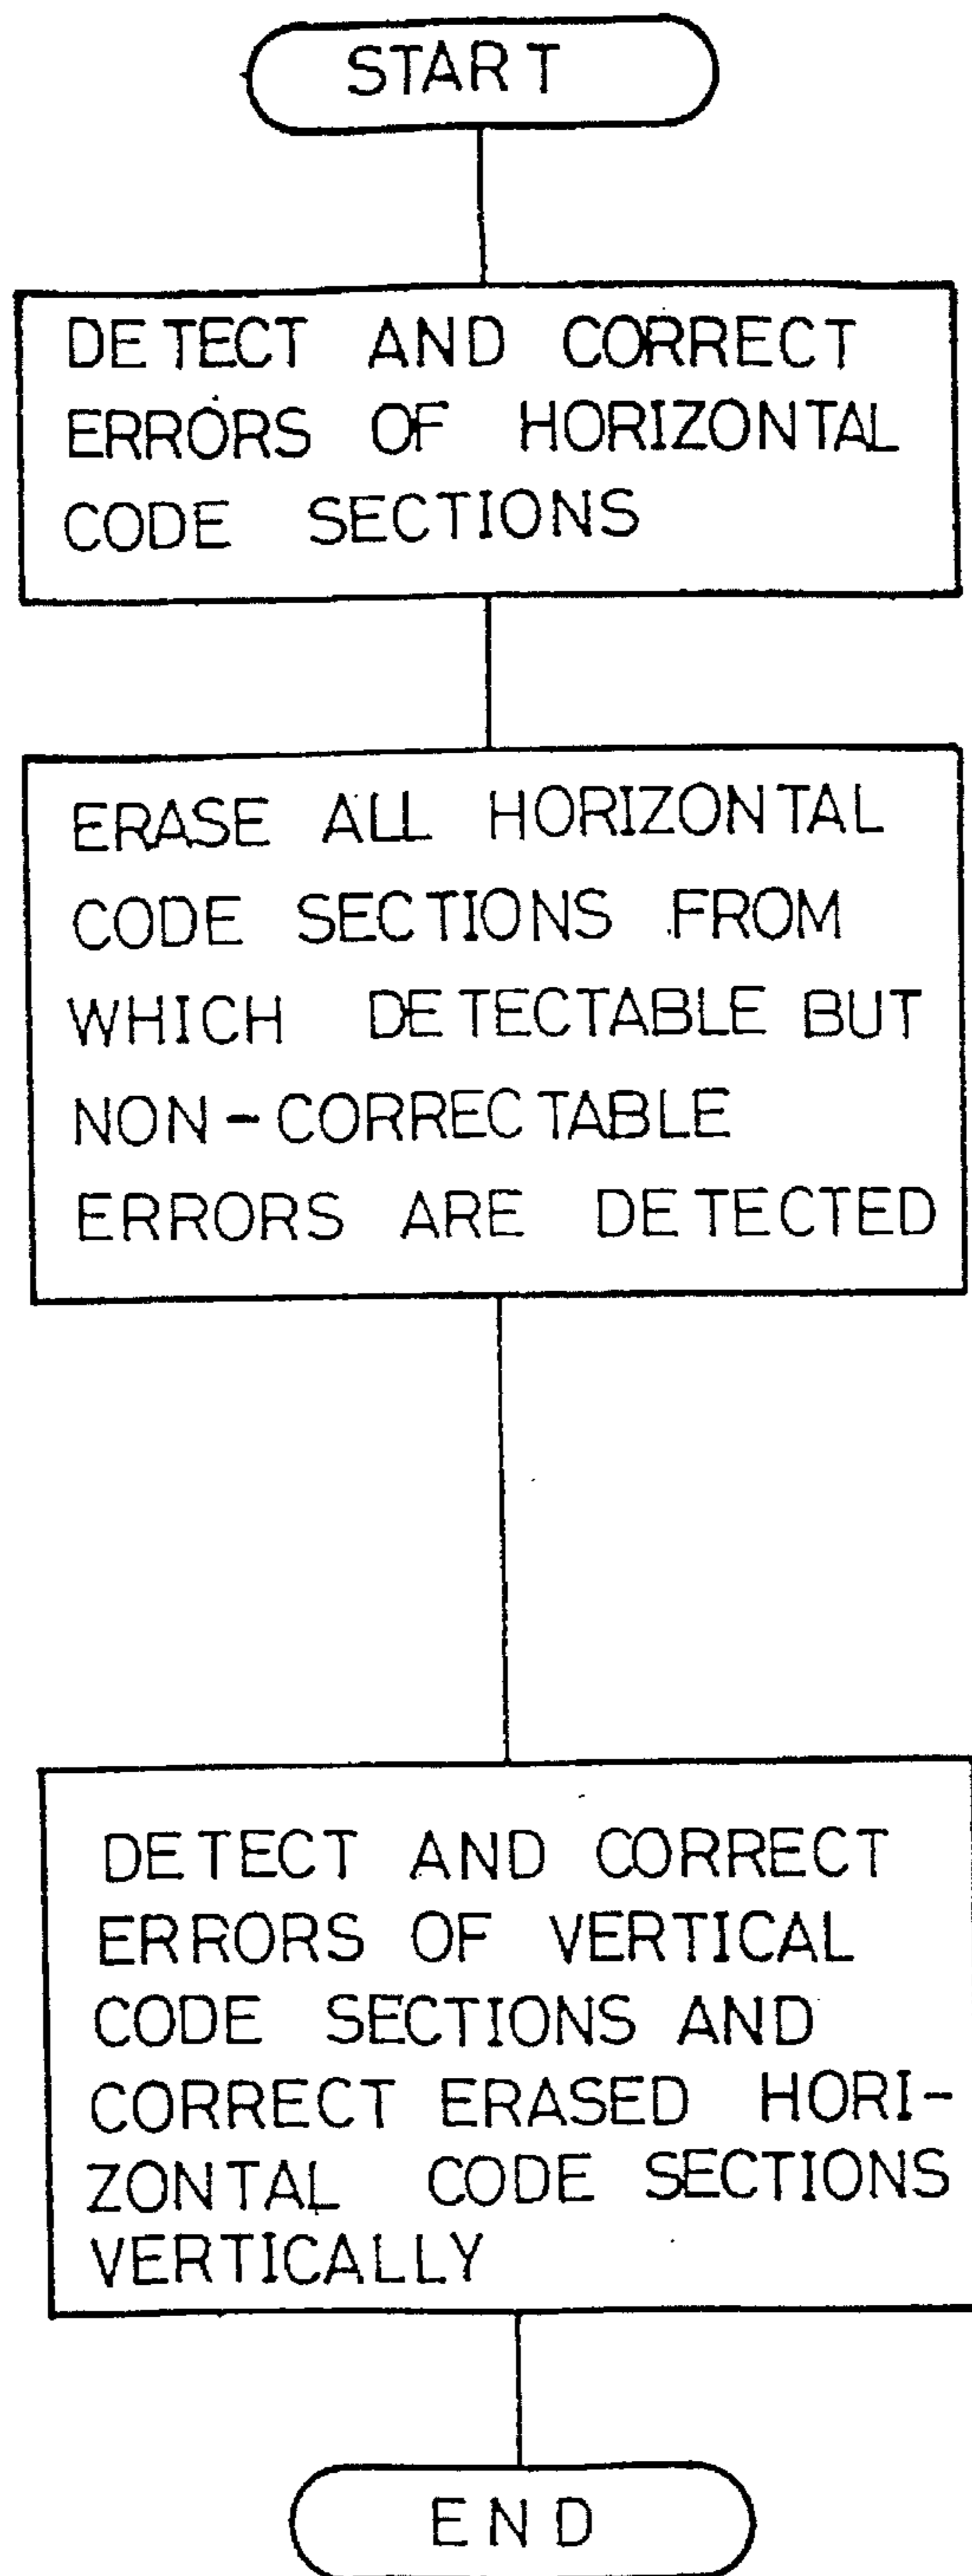 START
DETECT AND CORRECT
ERRORS OF HORIZONTAL
CODE SECTIONS
ERASE ALL HORIZONTAL
CODE SECTIONS FROM
WHICH DETECTABLE BUT
NON-CORRECTABLE
ERRORS ARE DETECTED
DETECT AND CORRECT
ERRORS OF VERTICAL
CODE SECTIONS AND
CORRECT ERASED HORI-
ZONTAL CODE SECTIONS
VERTICALLY
END